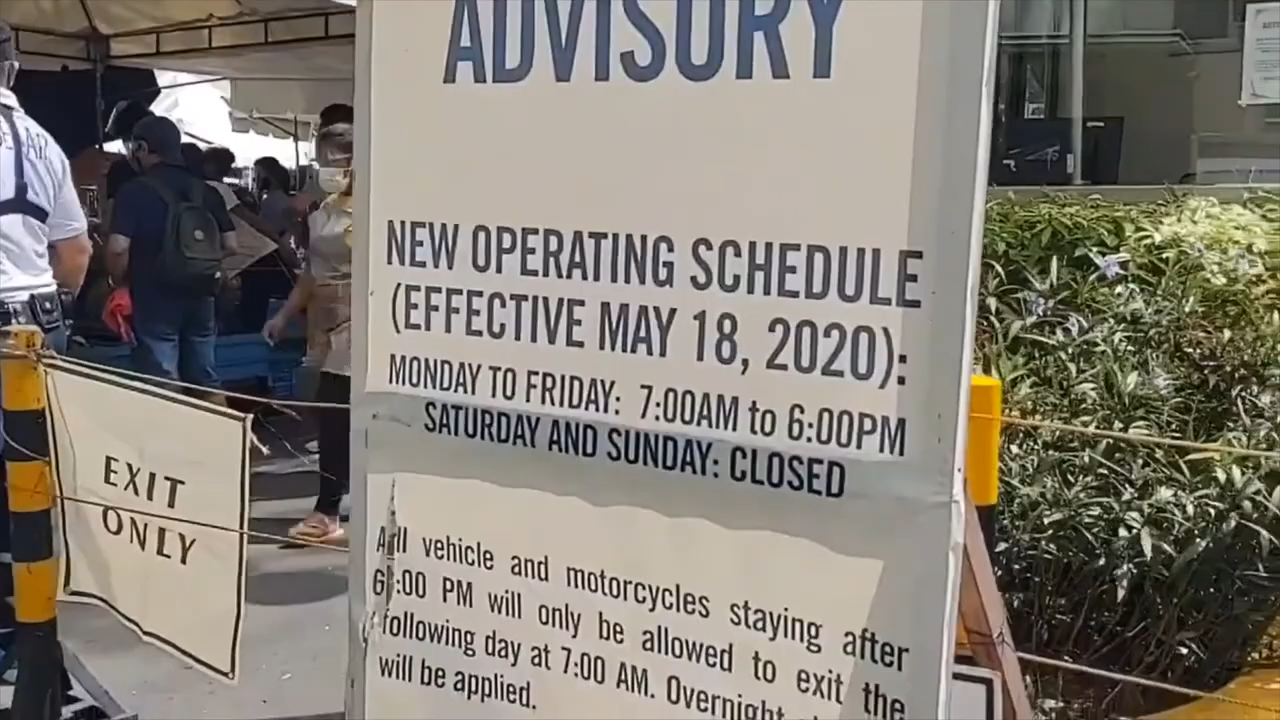 ADVISORY
NEW OPERATING SCHEDULE
(EFFECTIVE MAY 18, 2020):
MONDAY TO FRIDAY: 7:00AM to 6:00PM
SATURDAY AND SUNDAY: CLOSED
All vehicle and motorcycles staying after
6:00 PM will only be allowed to exit the
following day at 7:00 AM. Overnight
will be applied.
EXIT
ONLY